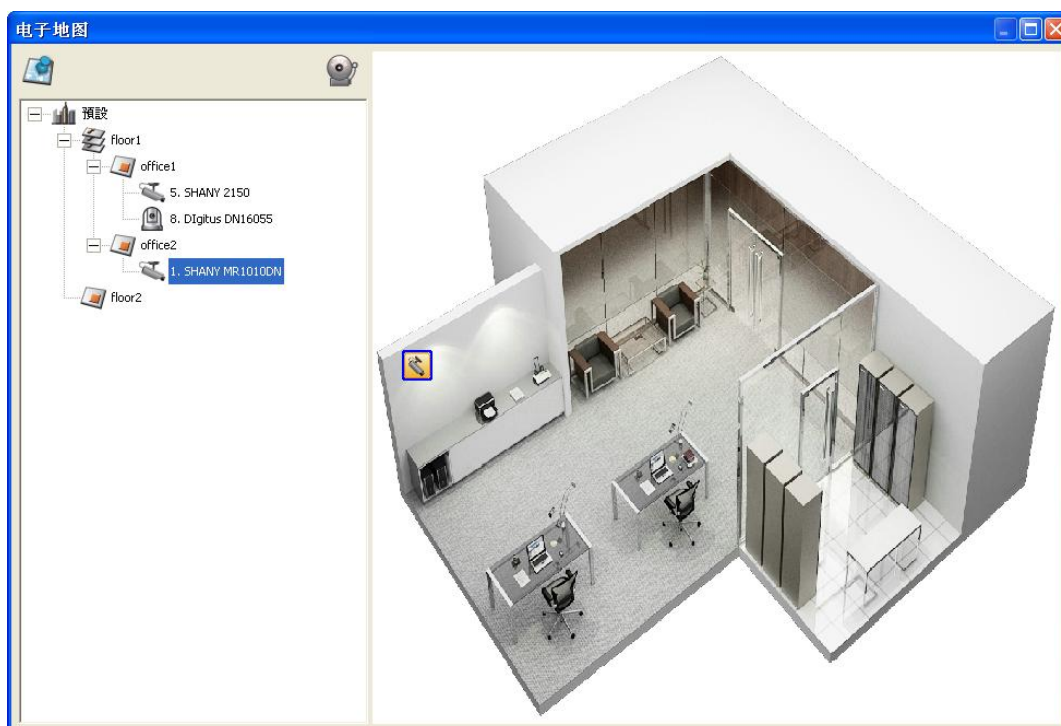 电子地图
預設
floor1
office1
5. SHANY 2150
8. DIgitus DN16055
office2
1. SHANY MR1010DN
floor2